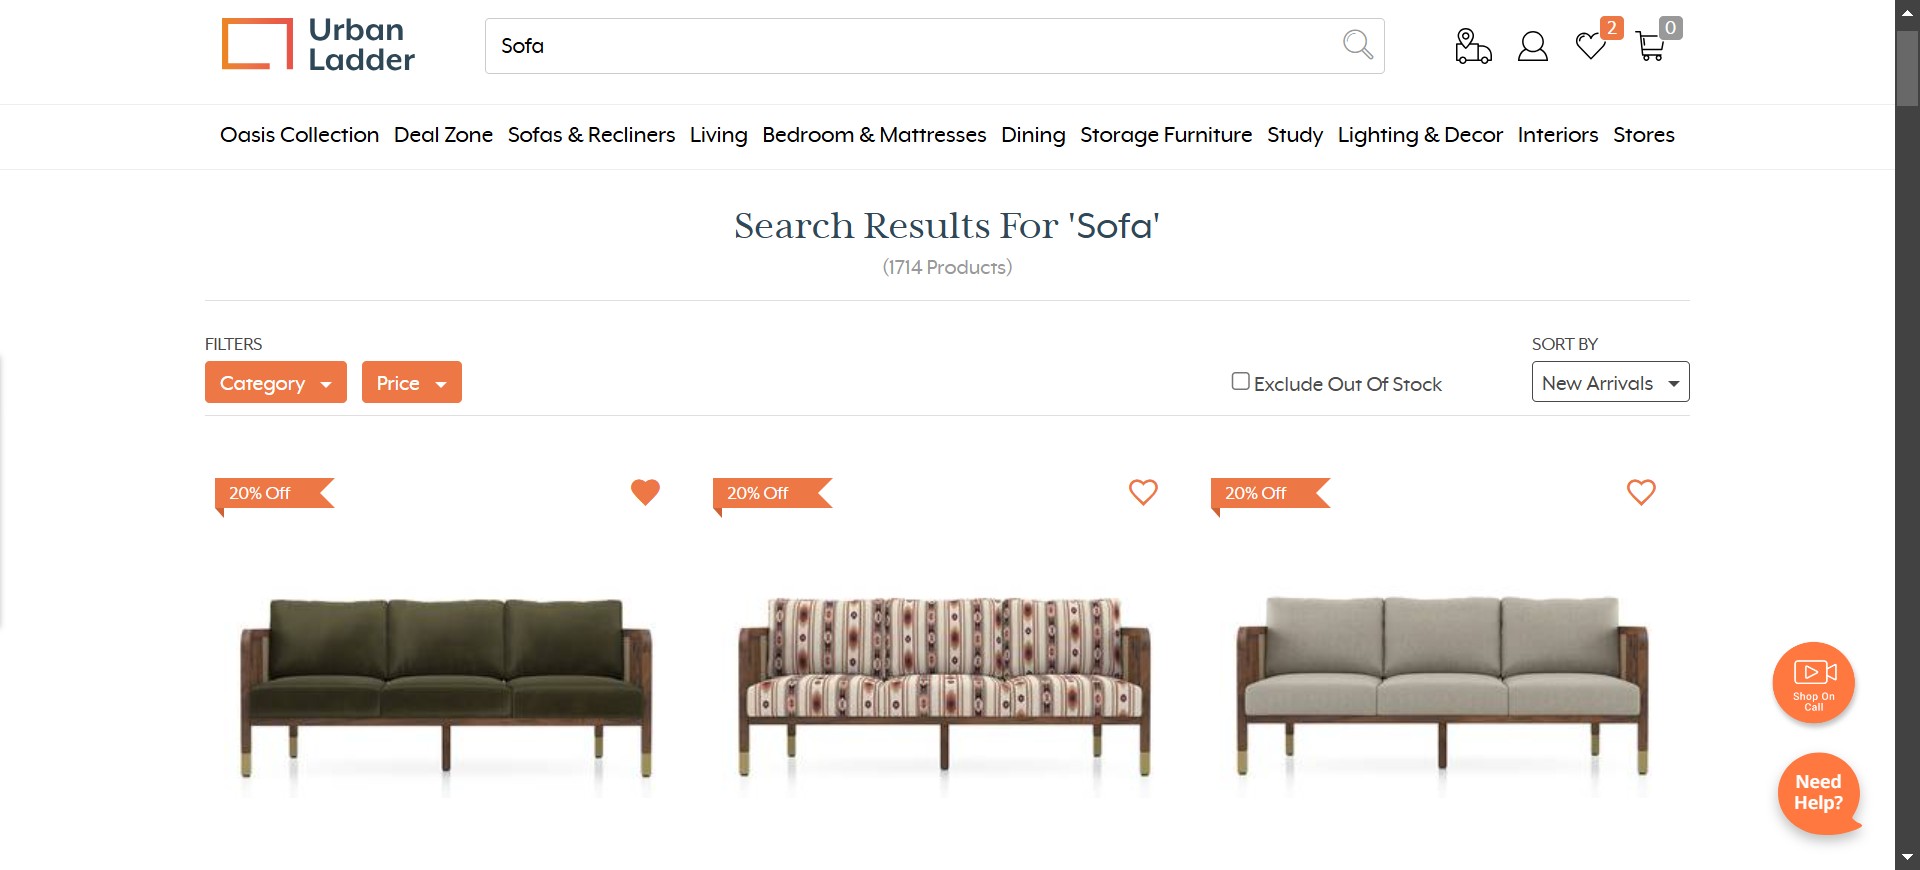 Urban
Ladder
Sofa
2
0
Oasis Collection Deal Zone Sofas & Recliners Living Bedroom & Mattresses Dining Storage Furniture Study Lighting & Decor Interiors Stores
Search Results For 'Sofa'
(1714 Products)
FILTERS
SORT BY
Category
Price
Exclude Out Of Stock
New Arrivals
20% Off
20% Off
20% Off
Shop On
Call
Need
Help?